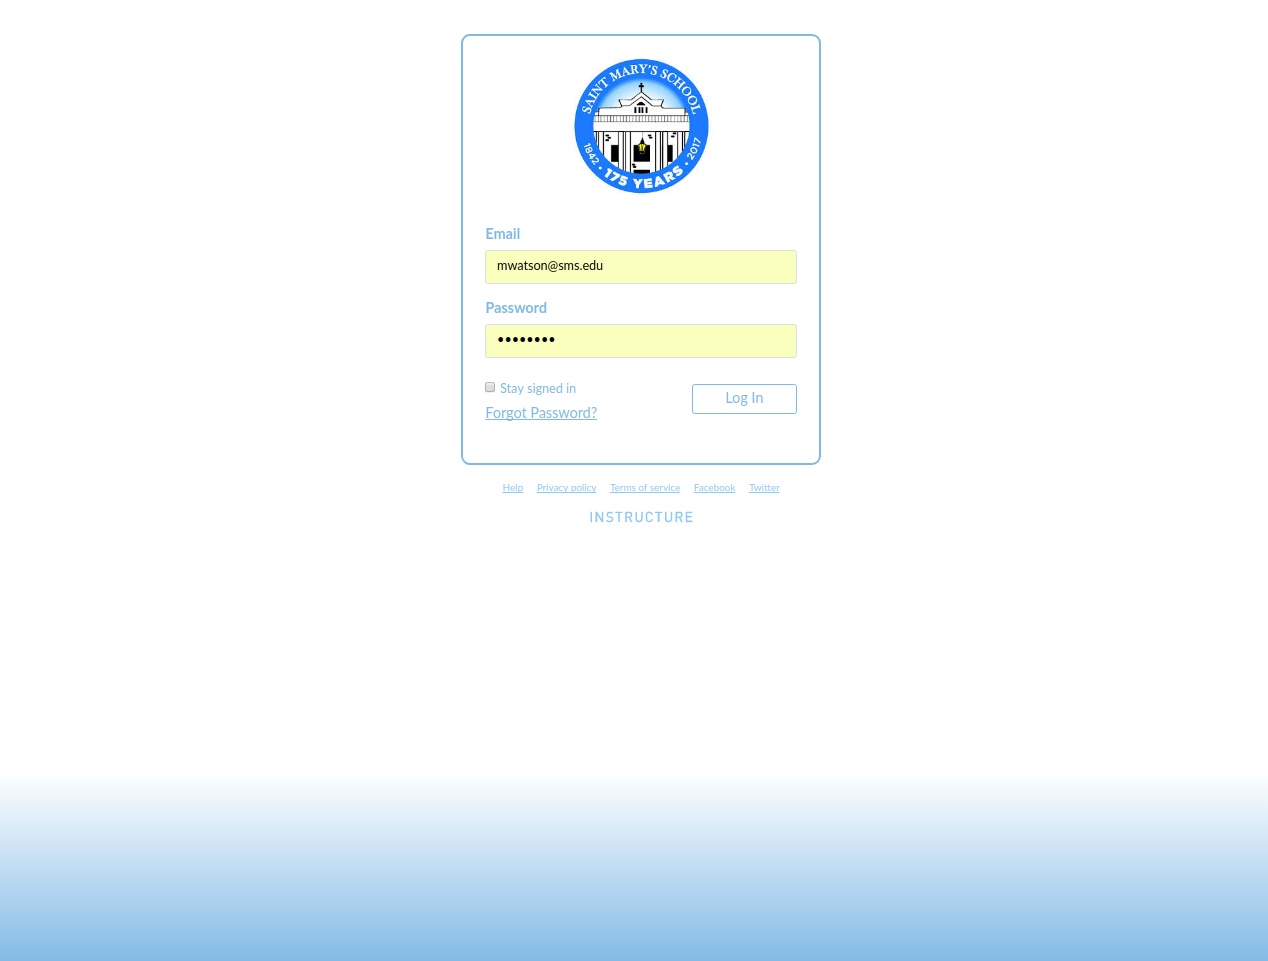 SAINT MARY'S SCHOOL
1842 • 175 YEARS • 2017
Email
mwatson@sms.edu
Password
••••••••
Stay signed in
Log In
Forgot Password?
Help Privacy policy Terms of service Facebook Twitter
INSTRUCTURE